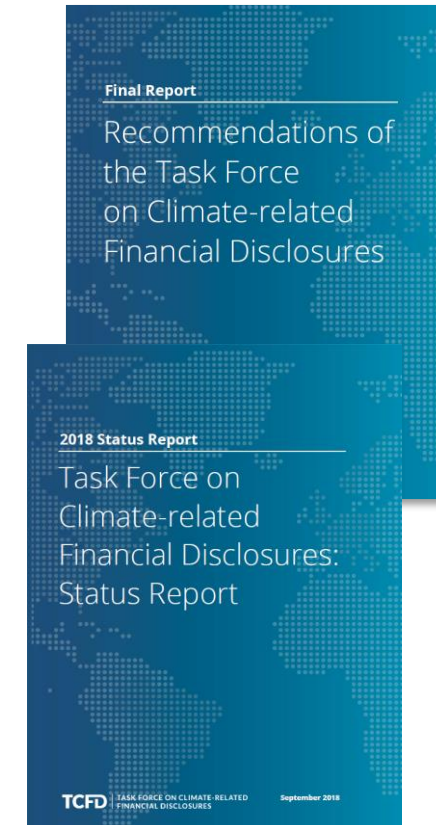 Final Report
Recommendations of
the Task Force
on Climate-related
Financial Disclosures
2018 Status Report
Task Force on
Climate-related
Financial Disclosures:
Status Report
TCFD
TASK FORCE ON CLIMATE-RELATED
FINANCIAL DISCLOSURES
September 2018